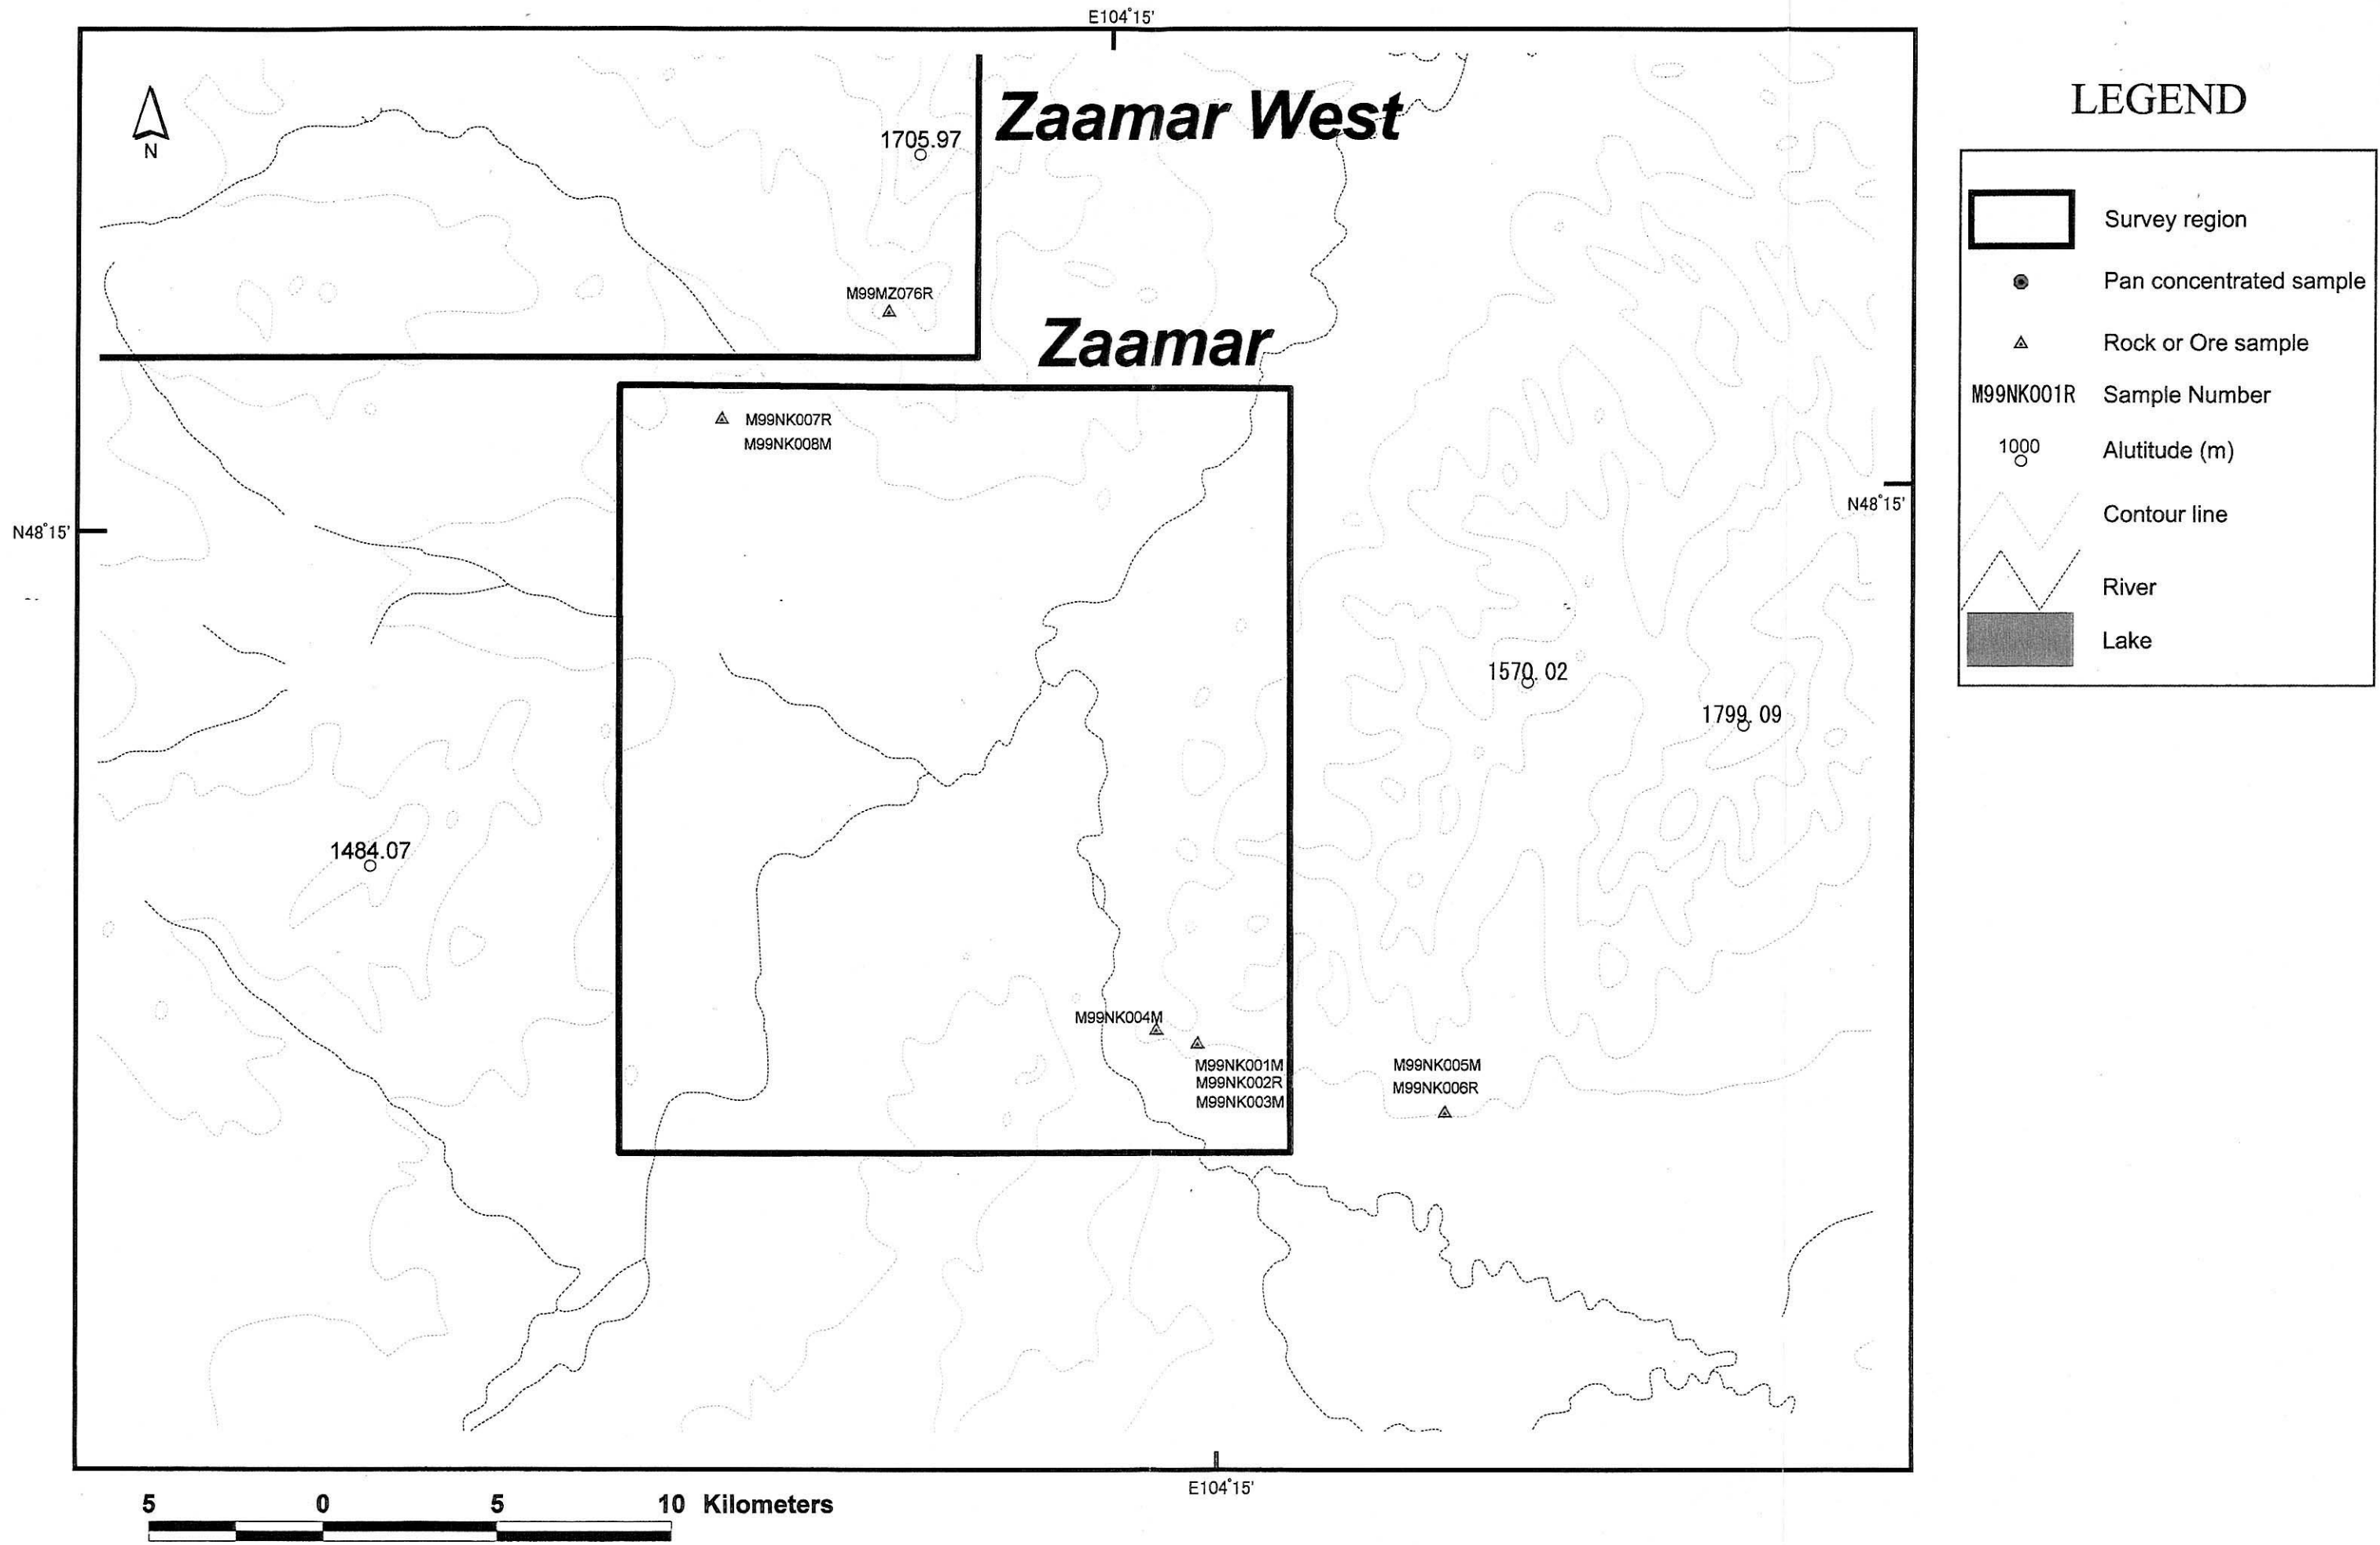 E104°15'
Zaamar West
1705.97
N
M99MZ076R
Zaamar
M99NK007R
M99NK008M
N48°15'
N48°15'
1570.02
1799.09
1484.07
M99NK004M
M99NK001M
M99NK002R
M99NK003M
M99NK005M
M99NK006R
E104°15'
5 0 5 10 Kilometers
LEGEND
Survey region
Pan concentrated sample
Rock or Ore sample
M99NK001R Sample Number
1000 Alutitude (m)
Contour line
River
Lake